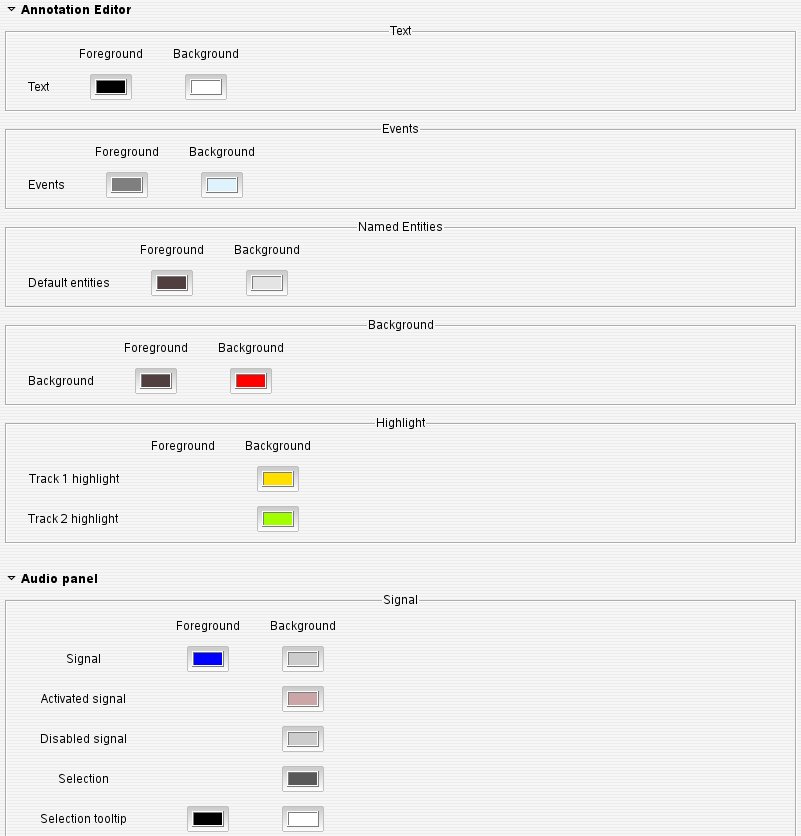 Annotation Editor
Text
Foreground Background
Text
Events
Foreground Background
Events
Named Entities
Foreground Background
Default entities
Background
Foreground Background
Background
Highlight
Foreground Background
Track 1 highlight
Track 2 highlight
Audio panel
Signal
Foreground Background
Signal
Activated signal
Disabled signal
Selection
Selection tooltip